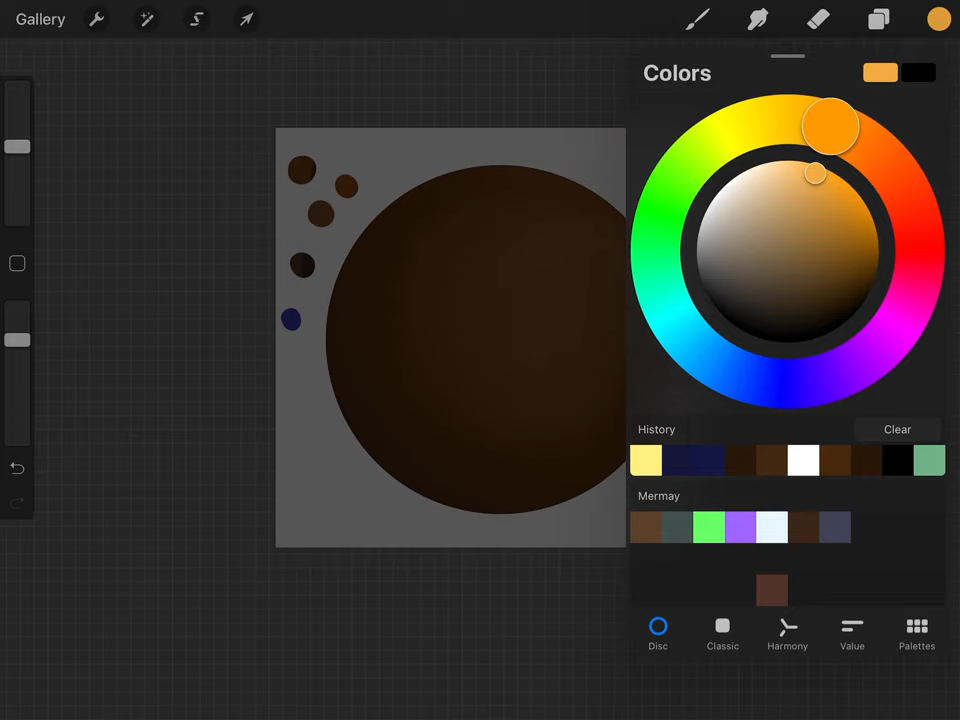 Gallery
Colors
History
Clear
Mermay
Disc
Classic
Harmony
Value
Palettes